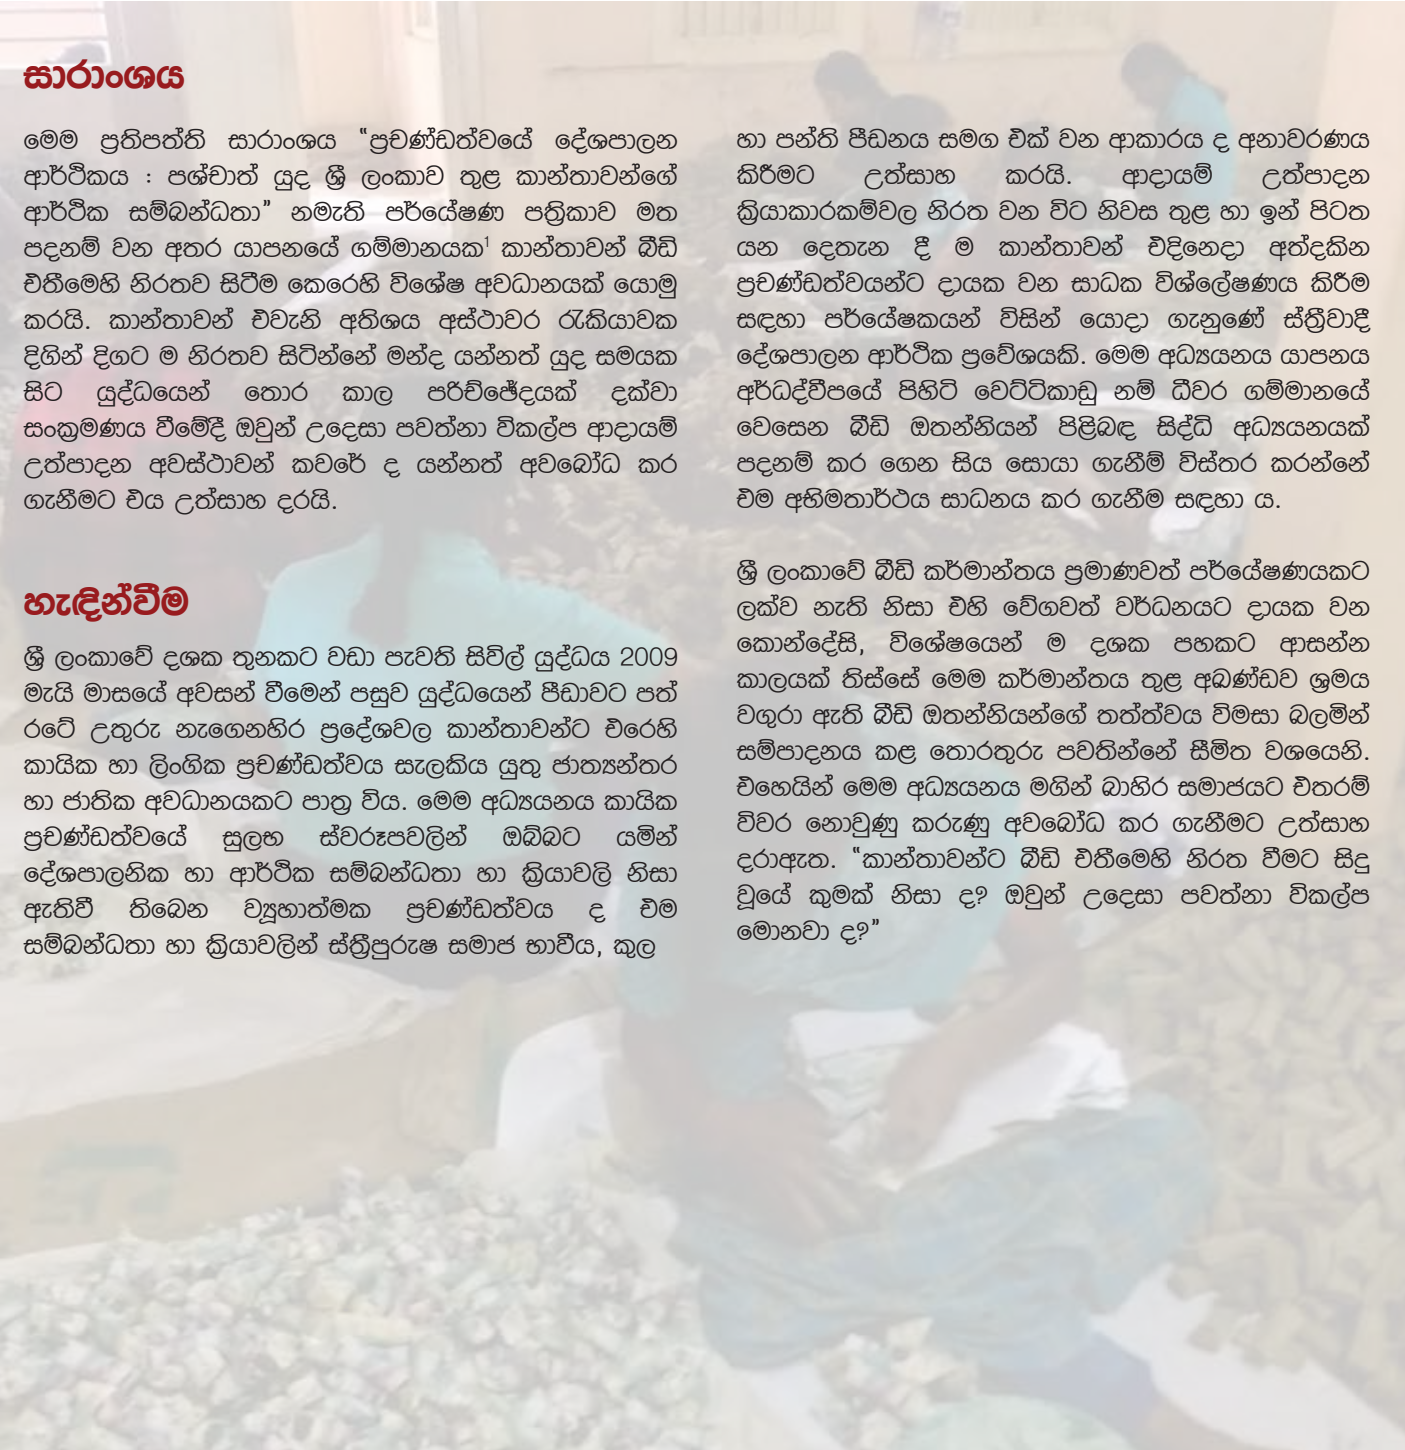 සාරාංශය
මෙම ප්‍රතිපත්ති සාරාංශය “ප්‍රචණ්ඩත්වයේ දේශපාලන
ආර්ථිකය : පශ්චාත් යුද ශ්‍රී ලංකාව තුළ කාන්තාවන්ගේ
ආර්ථික සම්බන්ධතා” නමැති පර්යේෂණ පත්‍රිකාව මත
පදනම් වන අතර යාපනයේ ගම්මානයක¹ කාන්තාවන් බීඩි
එතීමෙහි නිරතව සිටීම කෙරෙහි විශේෂ අවධානයක් යොමු
කරයි. කාන්තාවන් එවැනි අතිශය අස්ථාවර රැකියාවක
දිගින් දිගට ම නිරතව සිටින්නේ මන්ද යන්නත් යුද සමයක
සිට යුද්ධයෙන් තොර කාල පරිච්ඡේදයක් දක්වා
සංක්‍රමණය වීමේදී ඔවුන් උදෙසා පවත්නා විකල්ප ආදායම්
උත්පාදන අවස්ථාවන් කවරේ ද යන්නත් අවබෝධ කර
ගැනීමට එය උත්සාහ දරයි.
හැඳින්වීම
ශ්‍රී ලංකාවේ දශක තුනකට වඩා පැවති සිවිල් යුද්ධය 2009
මැයි මාසයේ අවසන් වීමෙන් පසුව යුද්ධයෙන් පීඩාවට පත්
රටේ උතුරු නැගෙනහිර ප්‍රදේශවල කාන්තාවන්ට එරෙහි
කායික හා ලිංගික ප්‍රචණ්ඩත්වය සැලකිය යුතු ජාත්‍යන්තර
හා ජාතික අවධානයකට පාත්‍ර විය. මෙම අධ්‍යයනය කායික
ප්‍රචණ්ඩත්වයේ සුලභ ස්වරූපවලින් ඔබ්බට යමින්
දේශපාලනික හා ආර්ථික සම්බන්ධතා හා ක්‍රියාවලි නිසා
ඇතිවී තිබෙන ව්‍යූහාත්මක ප්‍රචණ්ඩත්වය ද එම
සම්බන්ධතා හා ක්‍රියාවලින් ස්ත්‍රීපුරුෂ සමාජ භාවීය, කුල
හා පන්ති පීඩනය සමග එක් වන ආකාරය ද අනාවරණය
කිරීමට උත්සාහ කරයි. ආදායම් උත්පාදන
ක්‍රියාකාරකම්වල නිරත වන විට නිවස තුළ හා ඉන් පිටත
යන දෙතැන දී ම කාන්තාවන් එදිනෙදා අත්දකින
ප්‍රචණ්ඩත්වයන්ට දායක වන සාධක විශ්ලේෂණය කිරීම
සඳහා පර්යේෂකයන් විසින් යොදා ගැනුණේ ස්ත්‍රීවාදී
දේශපාලන ආර්ථික ප්‍රවේශයකි. මෙම අධ්‍යයනය යාපනය
අර්ධද්වීපයේ පිහිටි වෙට්ටිකාඩු නම් ධීවර ගම්මානයේ
වෙසෙන බීඩි ඔතන්නියන් පිළිබඳ සිද්ධි අධ්‍යයනයක්
පදනම් කර ගෙන සිය සොයා ගැනීම් විස්තර කරන්නේ
එම අභිමතාර්ථය සාධනය කර ගැනීම සඳහා ය.
ශ්‍රී ලංකාවේ බීඩි කර්මාන්තය ප්‍රමාණවත් පර්යේෂණයකට
ලක්ව නැති නිසා එහි වේගවත් වර්ධනයට දායක වන
කොන්දේසි, විශේෂයෙන් ම දශක පහකට ආසන්න
කාලයක් තිස්සේ මෙම කර්මාන්තය තුළ අඛණ්ඩව ශ්‍රමය
වගුරා ඇති බීඩි ඔතන්නියන්ගේ තත්ත්වය විමසා බලමින්
සම්පාදනය කළ තොරතුරු පවතින්නේ සීමිත වශයෙනි.
එහෙයින් මෙම අධ්‍යයනය මගින් බාහිර සමාජයට එතරම්
විවර නොවුණු කරුණු අවබෝධ කර ගැනීමට උත්සාහ
දරාඇත. “කාන්තාවන්ට බීඩි එතීමෙහි නිරත වීමට සිදු
වූයේ කුමක් නිසා ද? ඔවුන් උදෙසා පවත්නා විකල්ප
මොනවා ද?”